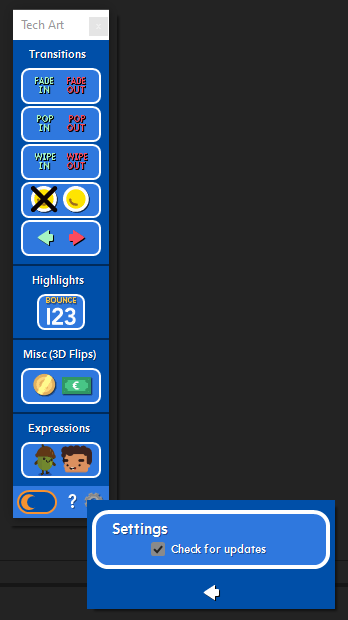 Tech Art
Transitions
FADE IN FADE OUT
POP IN POP OUT
WIPE IN WIPE OUT
Highlights
BOUNCE
123
Misc (3D Flips)
€
Expressions
?
Settings
Check for updates